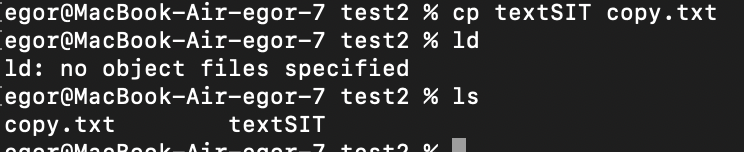 egor@MacBook-Air-egor-7 test2 % cp textSIT copy.txt
egor@MacBook-Air-egor-7 test2 % ld
ld: no object files specified
egor@MacBook-Air-egor-7 test2 % ls
copy.txt        textSIT
egor@MacBook-Air-egor-7 test2 %